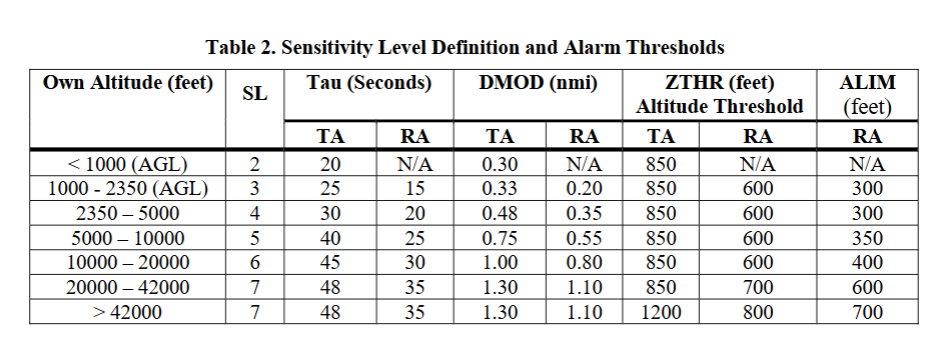 Table 2. Sensitivity Level Definition and Alarm Thresholds
Own Altitude (feet) SL Tau (Seconds) DMOD (nmi) ZTHR (feet) Altitude Threshold ALIM (feet)
TA RA TA RA TA RA RA
< 1000 (AGL) 2 20 N/A 0.30 N/A 850 N/A N/A
1000 - 2350 (AGL) 3 25 15 0.33 0.20 850 600 300
2350 – 5000 4 30 20 0.48 0.35 850 600 300
5000 – 10000 5 40 25 0.75 0.55 850 600 350
10000 – 20000 6 45 30 1.00 0.80 850 600 400
20000 – 42000 7 48 35 1.30 1.10 850 700 600
> 42000 7 48 35 1.30 1.10 1200 800 700